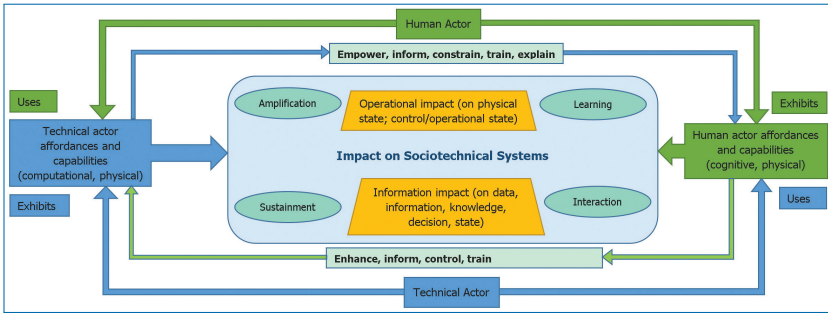 Human Actor
Empower, inform, constrain, train, explain
Uses
Exhibits
Amplification
Operational impact (on physical
state; control/operational state)
Learning
Technical actor
affordances and
capabilities
(computational, physical)
Impact on Sociotechnical Systems
Human actor affordances
and capabilities
(cognitive, physical)
Exhibits
Sustainment
Information impact (on data,
information, knowledge,
decision, state)
Interaction
Uses
Enhance, inform, control, train
Technical Actor